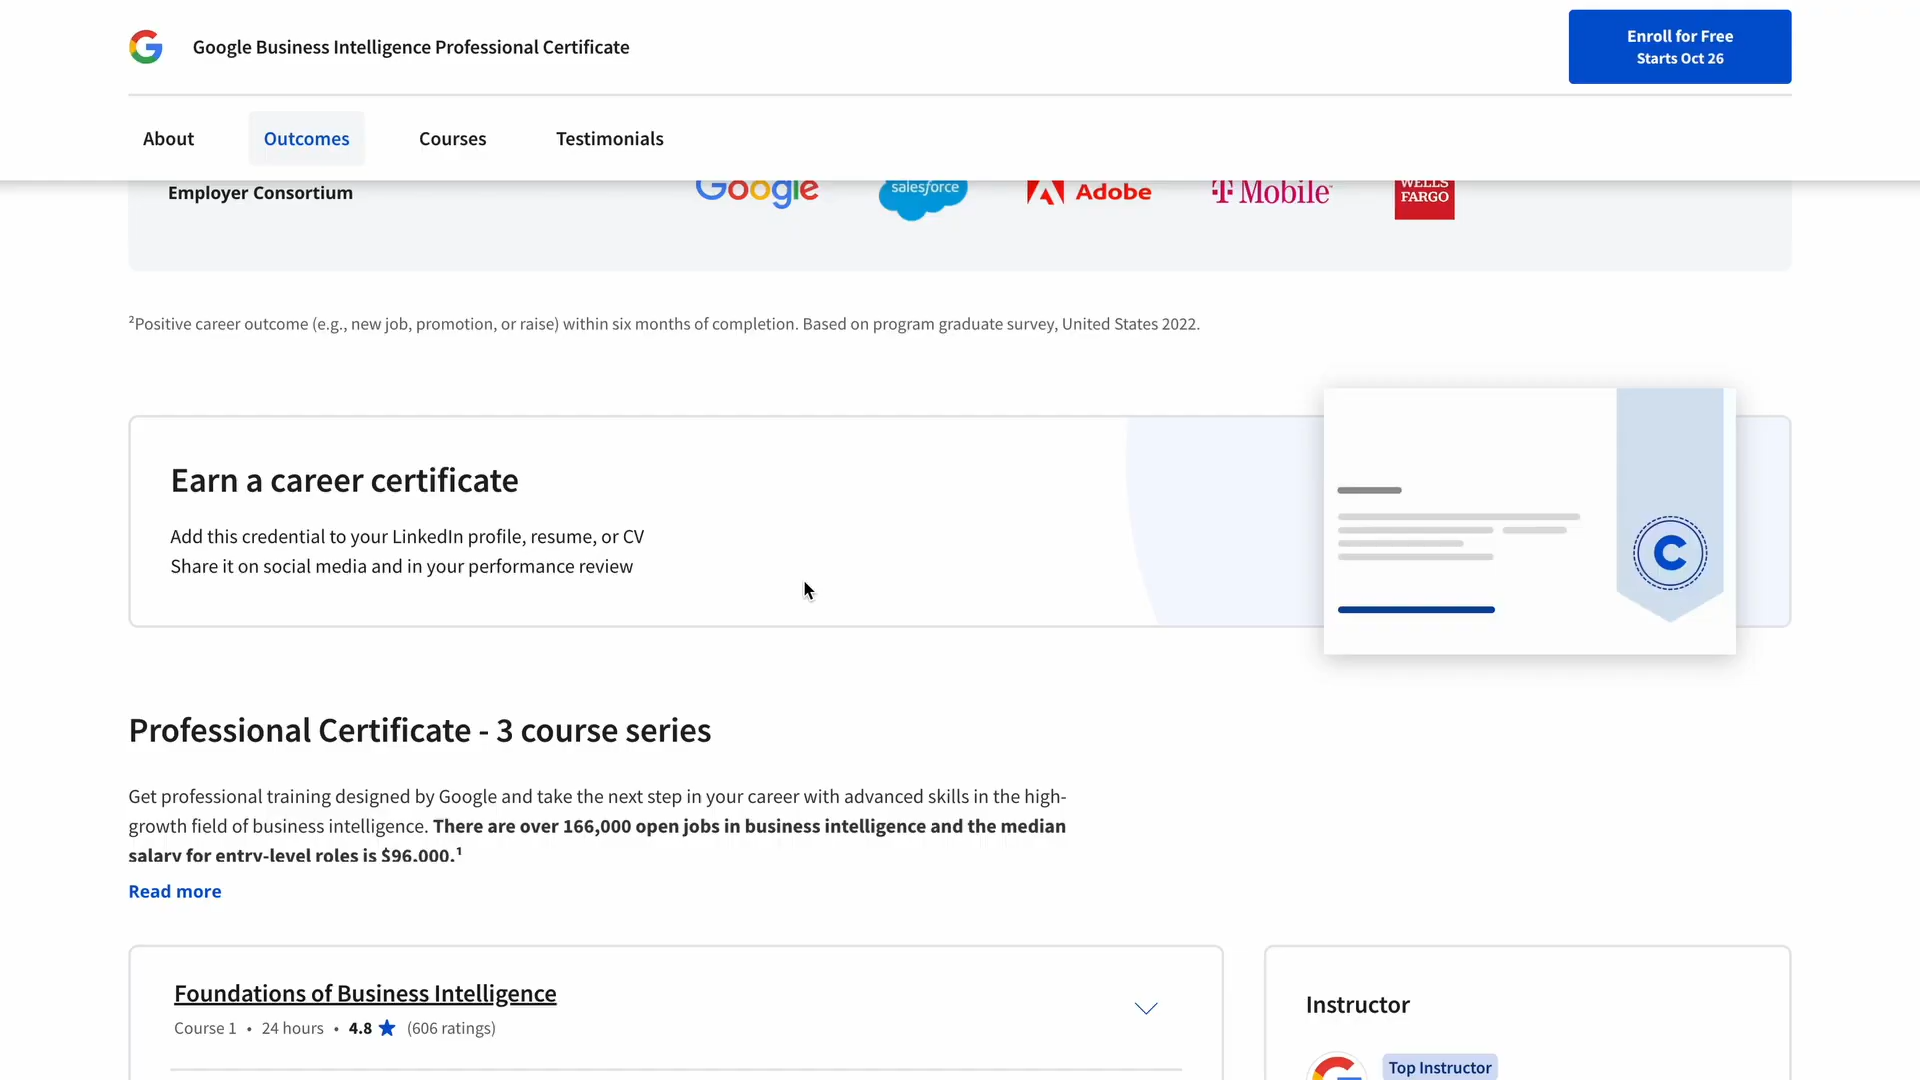 Google Business Intelligence Professional Certificate
Enroll for Free
Starts Oct 26
About
Outcomes
Courses
Testimonials
Employer Consortium
Google
salesforce
Adobe
T Mobile
WELLS
FARGO
²Positive career outcome (e.g., new job, promotion, or raise) within six months of completion. Based on program graduate survey, United States 2022.
Earn a career certificate
Add this credential to your LinkedIn profile, resume, or CV
Share it on social media and in your performance review
C
Professional Certificate - 3 course series
Get professional training designed by Google and take the next step in your career with advanced skills in the high-
growth field of business intelligence. There are over 166,000 open jobs in business intelligence and the median
salary for entry-level roles is $96,000.¹
Read more
Foundations of Business Intelligence
Course 1 • 24 hours • 4.8 ★ (606 ratings)
Instructor
Top Instructor